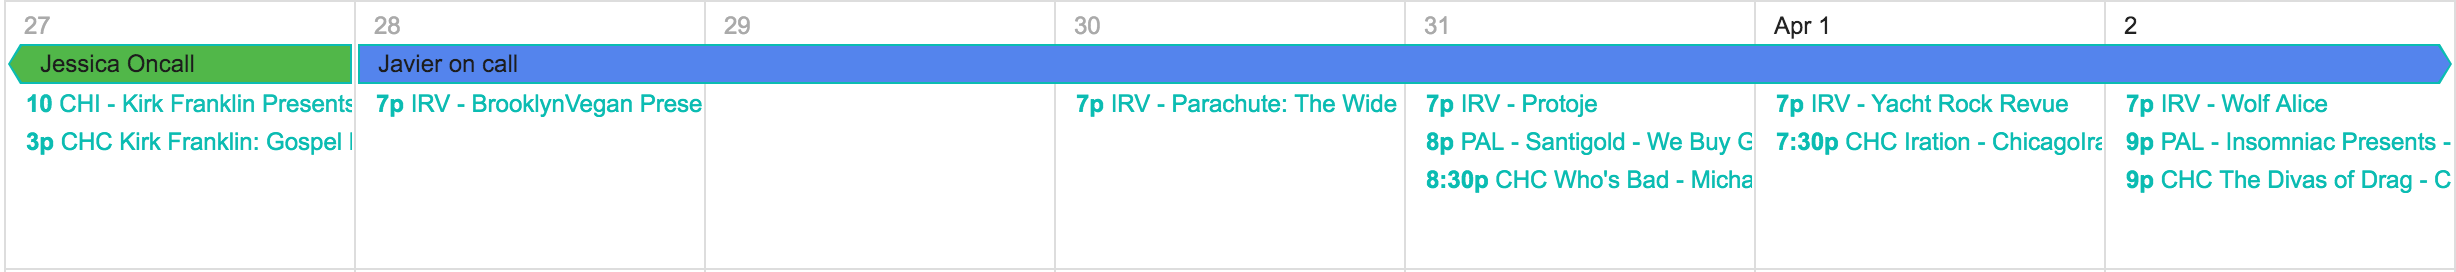 27 28 29 30 31 Apr 1 2
Jessica Oncall Javier on call
10 CHI - Kirk Franklin Presents
3p CHC Kirk Franklin: Gospel
7p IRV - BrooklynVegan Prese
7p IRV - Parachute: The Wide
7p IRV - Protoje
8p PAL - Santigold - We Buy G
8:30p CHC Who's Bad - Micha
7p IRV - Yacht Rock Revue
7:30p CHC Iration - ChicagoIra
7p IRV - Wolf Alice
9p PAL - Insomniac Presents -
9p CHC The Divas of Drag - C